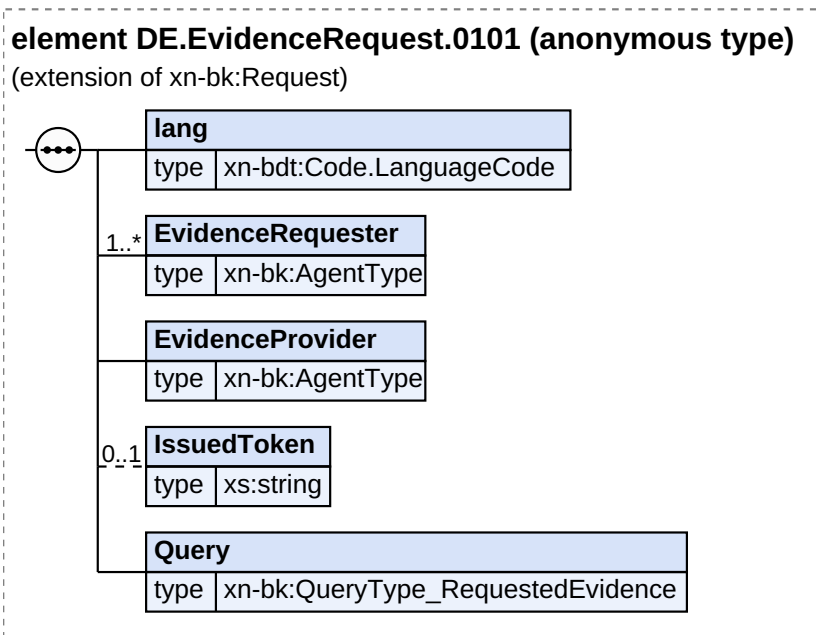 element DE.EvidenceRequest.0101 (anonymous type)
(extension of xn-bk:Request)
lang
type xn-bdt:Code.LanguageCode
1..* EvidenceRequester
type xn-bk:AgentType
EvidenceProvider
type xn-bk:AgentType
0..1 IssuedToken
type xs:string
Query
type xn-bk:QueryType_RequestedEvidence